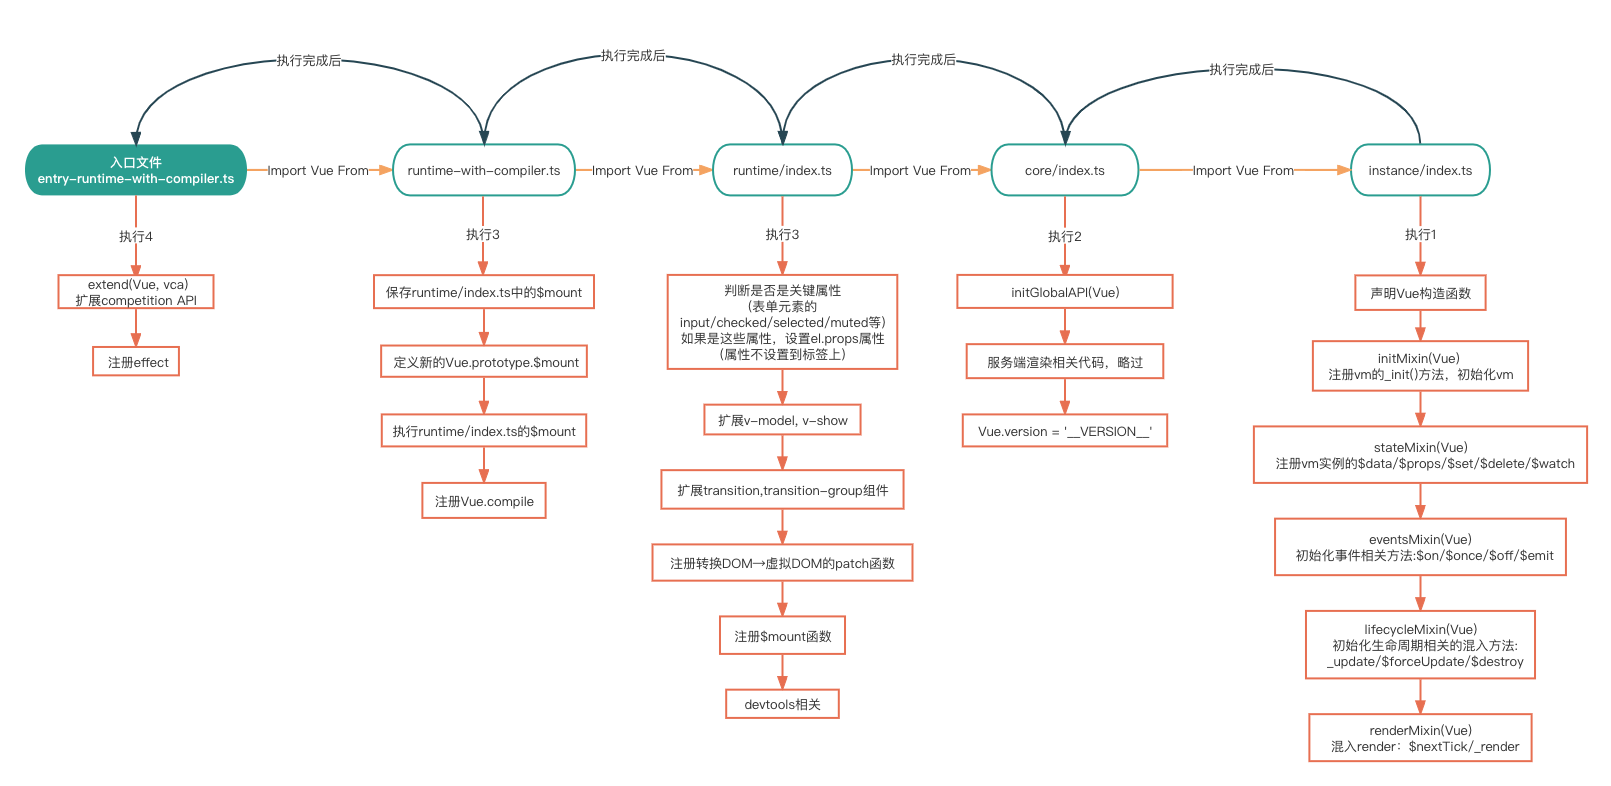 执行完成后
执行完成后
执行完成后
执行完成后
入口文件
entry-runtime-with-compiler.ts
Import Vue From
runtime-with-compiler.ts
Import Vue From
runtime/index.ts
Import Vue From
core/index.ts
Import Vue From
instance/index.ts
执行4
extend(Vue, vca)
扩展competition API
注册effect
执行3
保存runtime/index.ts中的$mount
定义新的Vue.prototype.$mount
执行runtime/index.ts的$mount
注册Vue.compile
执行3
判断是否是关键属性
(表单元素的
input/checked/selected/muted等)
如果是这些属性，设置el.props属性
(属性不设置到标签上)
扩展v-model, v-show
扩展transition,transition-group组件
注册转换DOM→虚拟DOM的patch函数
注册$mount函数
devtools相关
执行2
initGlobalAPI(Vue)
服务端渲染相关代码，略过
Vue.version = '__VERSION__'
执行1
声明Vue构造函数
initMixin(Vue)
注册vm的_init()方法，初始化vm
stateMixin(Vue)
注册vm实例的$data/$props/$set/$delete/$watch
eventsMixin(Vue)
初始化事件相关方法:$on/$once/$off/$emit
lifecycleMixin(Vue)
初始化生命周期相关的混入方法:
_update/$forceUpdate/$destroy
renderMixin(Vue)
混入render：$nextTick/_render